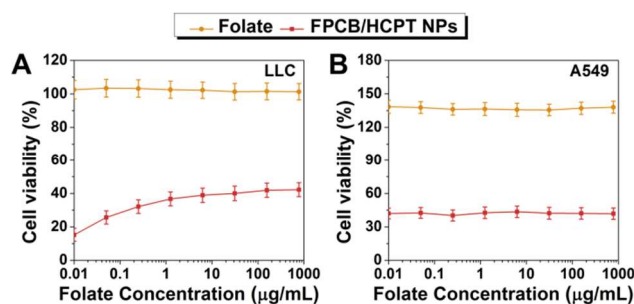 Folate FPCB/HCPT NPs
A
LLC
Cell viability (%)
120
100
80
60
40
20
0
0.01 0.1 1 10 100 1000
Folate Concentration (µg/mL)
B
A549
Cell viability (%)
180
150
120
90
60
30
0
0.01 0.1 1 10 100 1000
Folate Concentration (µg/mL)